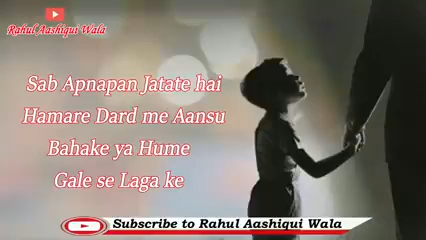 Rahul Aashiqui Wala
Sab Apnapan Jatate hai
Hamare Dard me Aansu
Bahake ya Hume
Gale se Laga ke
Subscribe to Rahul Aashiqui Wala